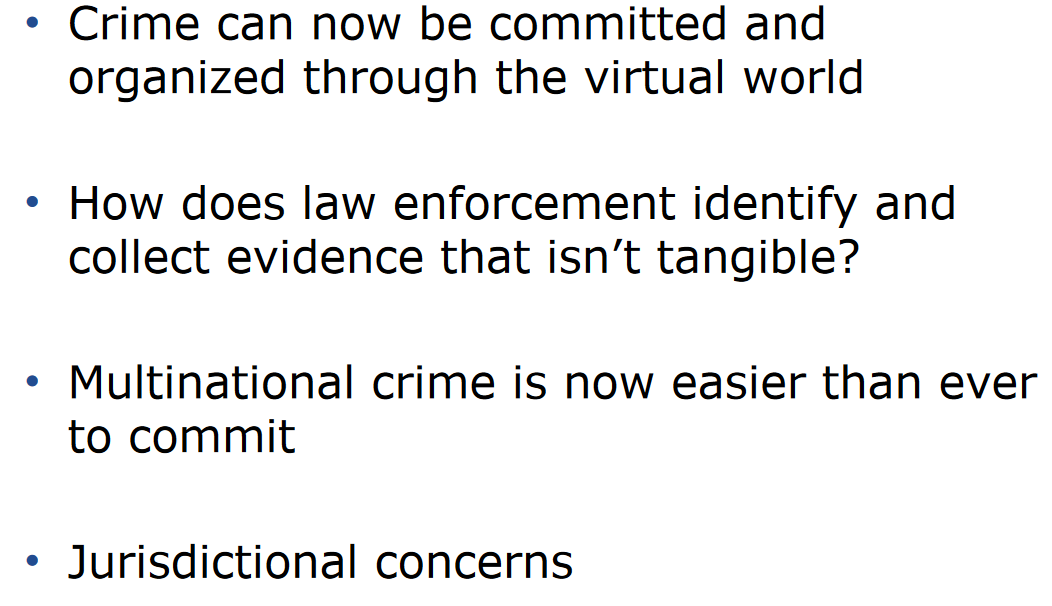 • Crime can now be committed and
organized through the virtual world
• How does law enforcement identify and
collect evidence that isn’t tangible?
• Multinational crime is now easier than ever
to commit
• Jurisdictional concerns